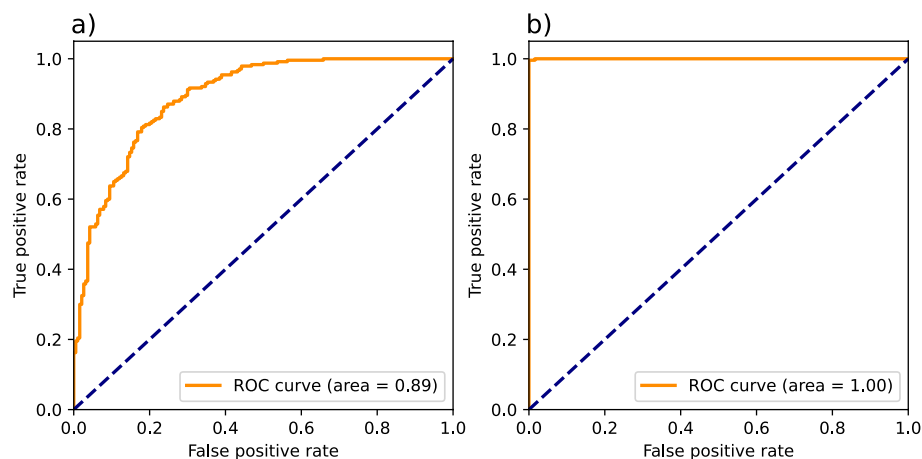 a)
True positive rate
1.0
0.8
0.6
0.4
0.2
0.0
ROC curve (area = 0.89)
0.0 0.2 0.4 0.6 0.8 1.0
False positive rate
b)
True positive rate
1.0
0.8
0.6
0.4
0.2
0.0
ROC curve (area = 1.00)
0.0 0.2 0.4 0.6 0.8 1.0
False positive rate